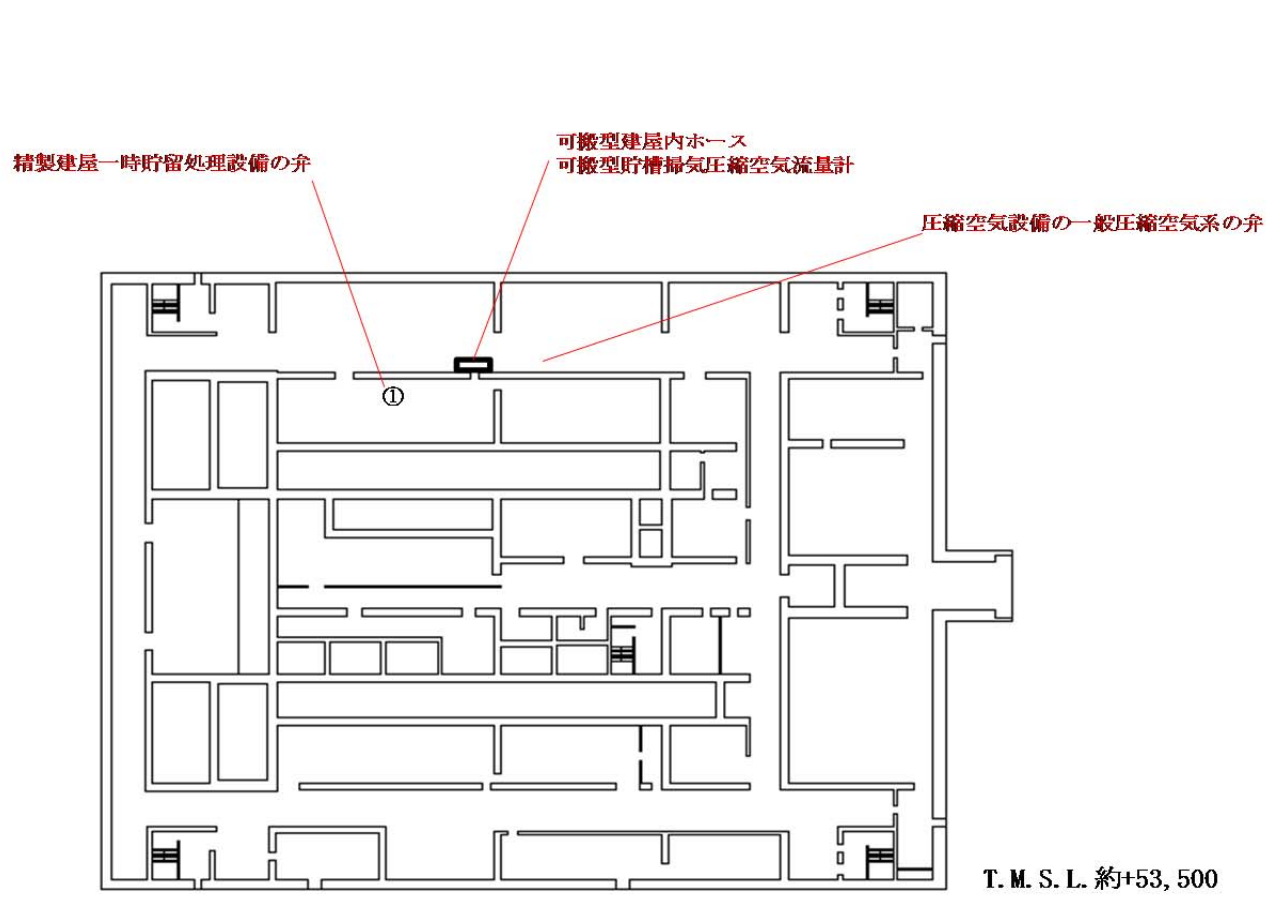 可搬型建屋内ホース
可搬型貯槽掃気圧縮空気流量計
精製建屋一時貯留処理設備の弁
圧縮空気設備の一般圧縮空気系の弁
①
T.M.S.L.約+53,500